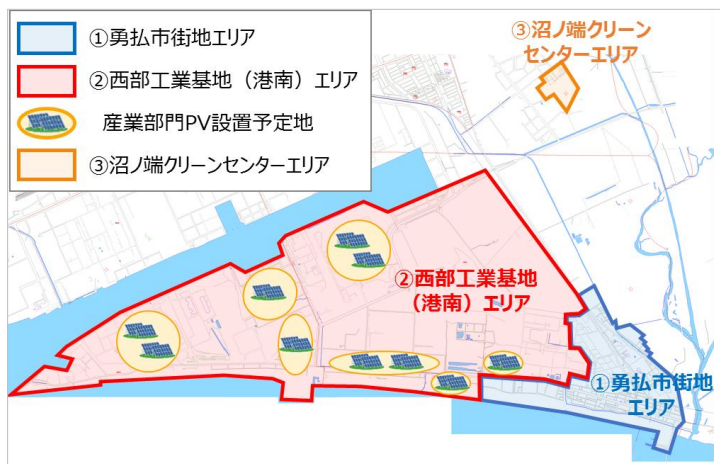 ①勇払市街地エリア
②西部工業基地（港南）エリア
産業部門PV設置予定地
③沼ノ端クリーンセンターエリア
③沼ノ端クリーン
センターエリア
②西部工業基地
（港南）エリア
①勇払市街地
エリア